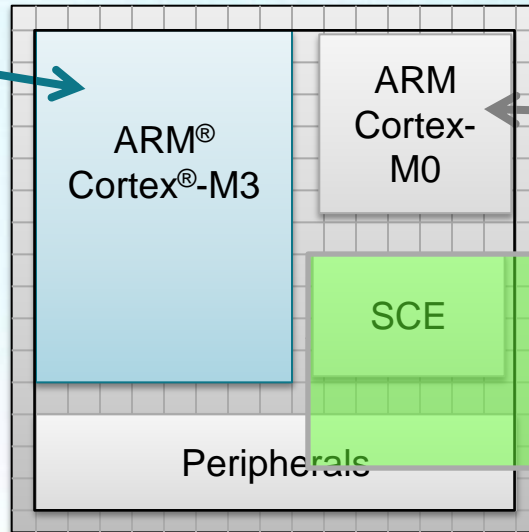 ARM®
Cortex®-M3
ARM
Cortex-
M0
SCE
Peripherals